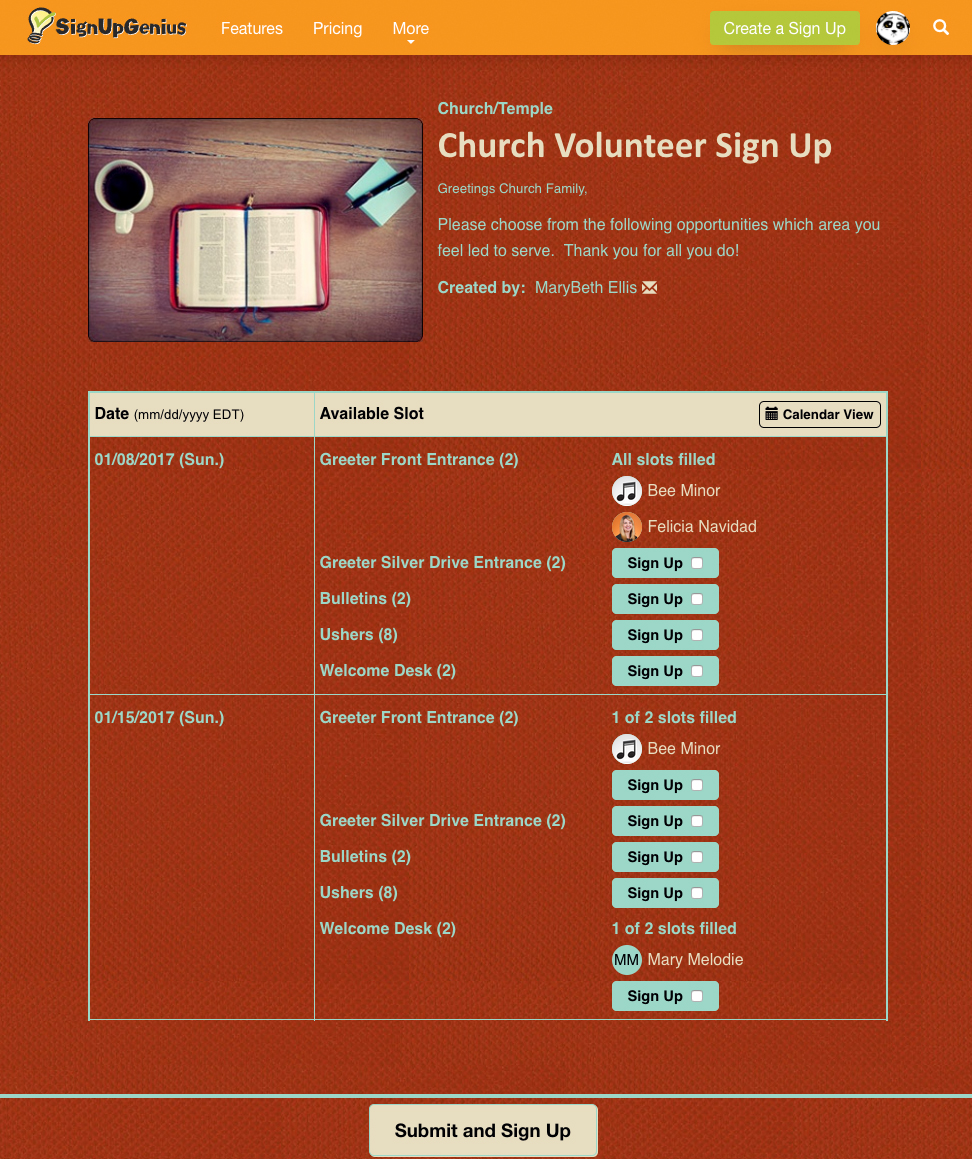 SignUpGenius Features Pricing More Create a Sign Up
Church/Temple
Church Volunteer Sign Up
Greetings Church Family,
Please choose from the following opportunities which area you
feel led to serve.  Thank you for all you do!
Created by: MaryBeth Ellis
Date (mm/dd/yyyy EDT) Available Slot Calendar View
01/08/2017 (Sun.) Greeter Front Entrance (2) All slots filled
Bee Minor
Felicia Navidad
Greeter Silver Drive Entrance (2) Sign Up
Bulletins (2) Sign Up
Ushers (8) Sign Up
Welcome Desk (2) Sign Up
01/15/2017 (Sun.) Greeter Front Entrance (2) 1 of 2 slots filled
Bee Minor
Sign Up
Greeter Silver Drive Entrance (2) Sign Up
Bulletins (2) Sign Up
Ushers (8) Sign Up
Welcome Desk (2) 1 of 2 slots filled
MM Mary Melodie
Sign Up
Submit and Sign Up